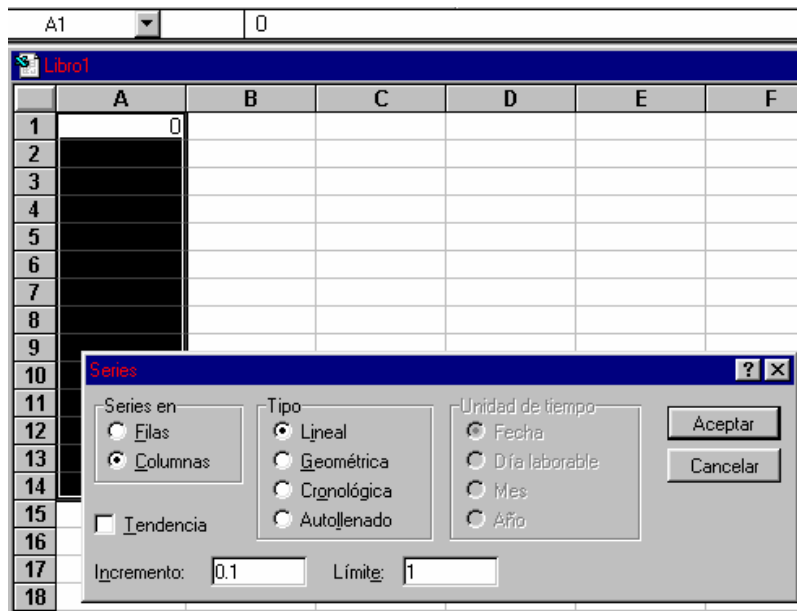 A1 0
Libro1
A B C D E F
1 0
2
3
4
5
6
7
8
9
10 Series ?
11 Series en Tipo Unidad de tiempo
12 Filas Lineal Fecha Aceptar
13 Columnas Geométrica Día laborable Cancelar
14 Cronológica Mes
15 Tendencia Autollenado Año
16
17 Incremento: 0.1 Límite: 1
18